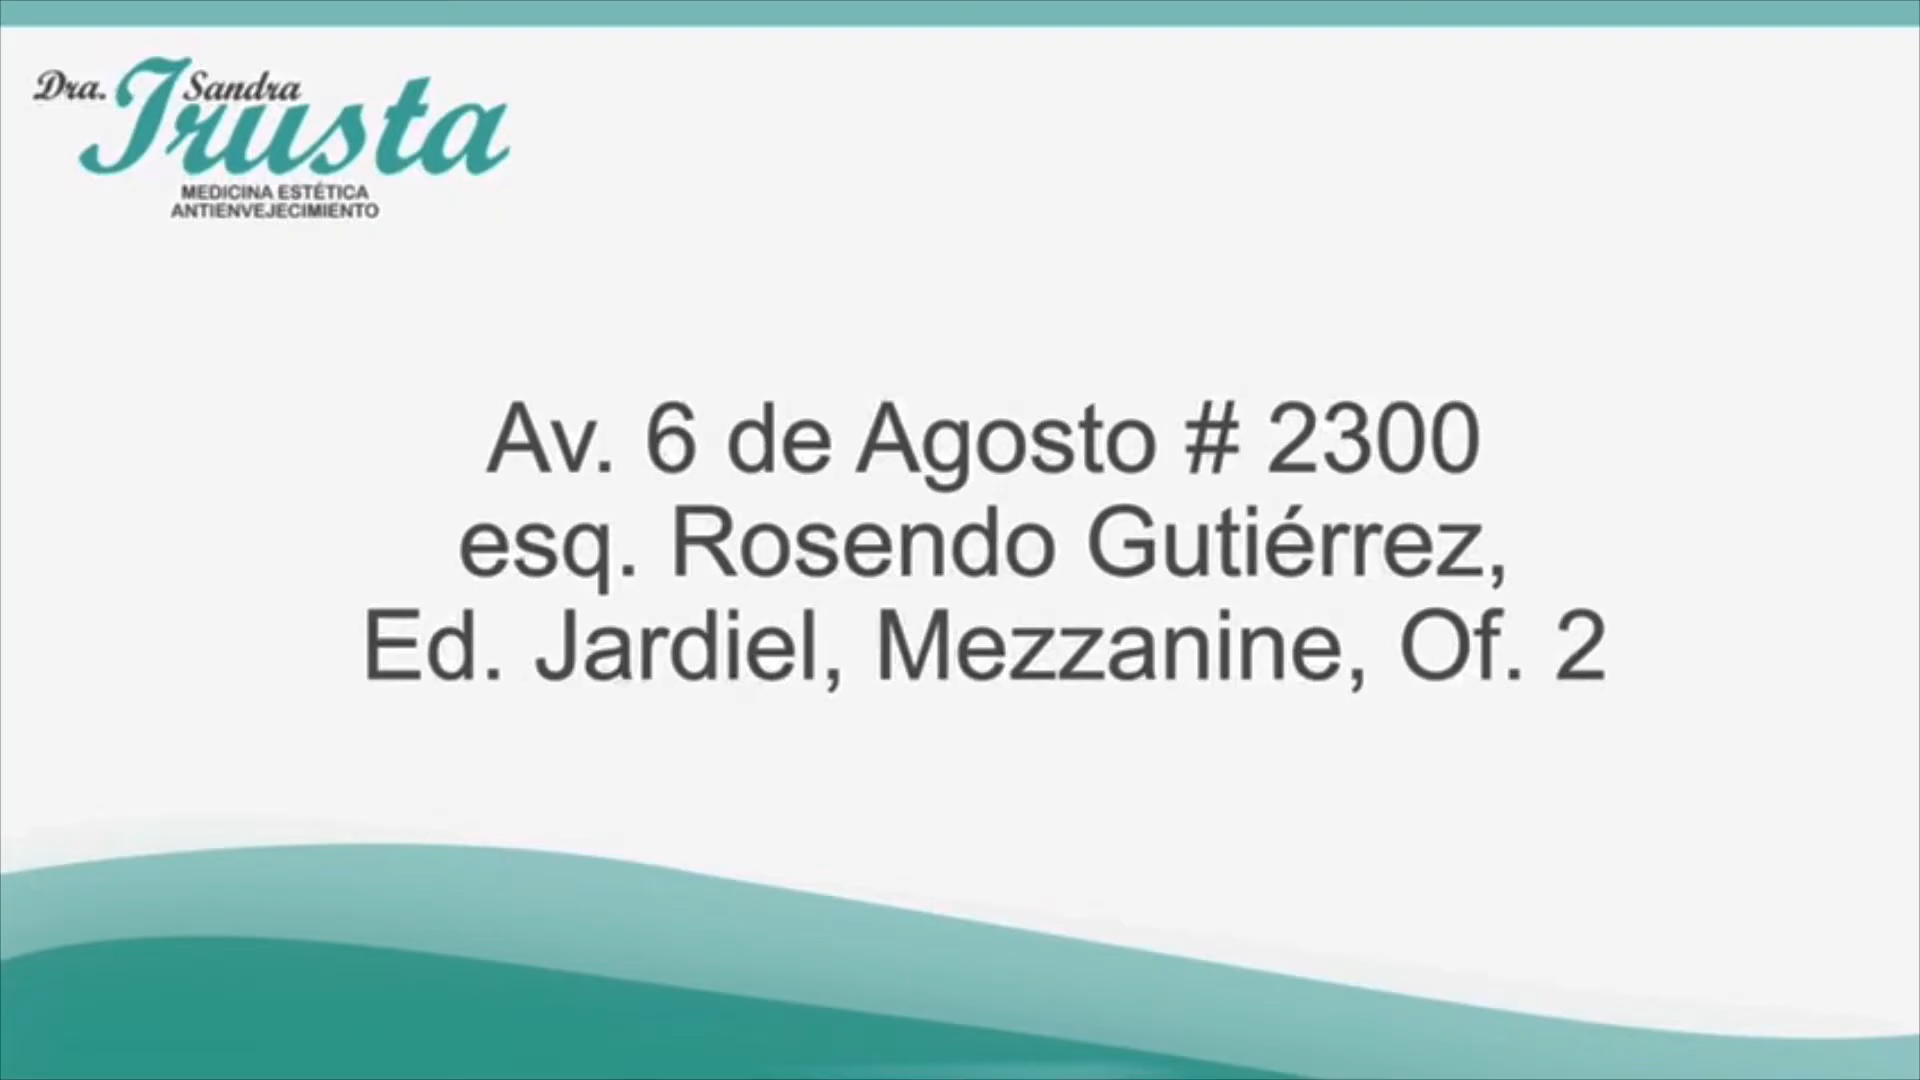 Dra. Sandra
Irusta
MEDICINA ESTÉTICA
ANTIENVEJECIMIENTO
Av. 6 de Agosto # 2300
esq. Rosendo Gutiérrez,
Ed. Jardiel, Mezzanine, Of. 2